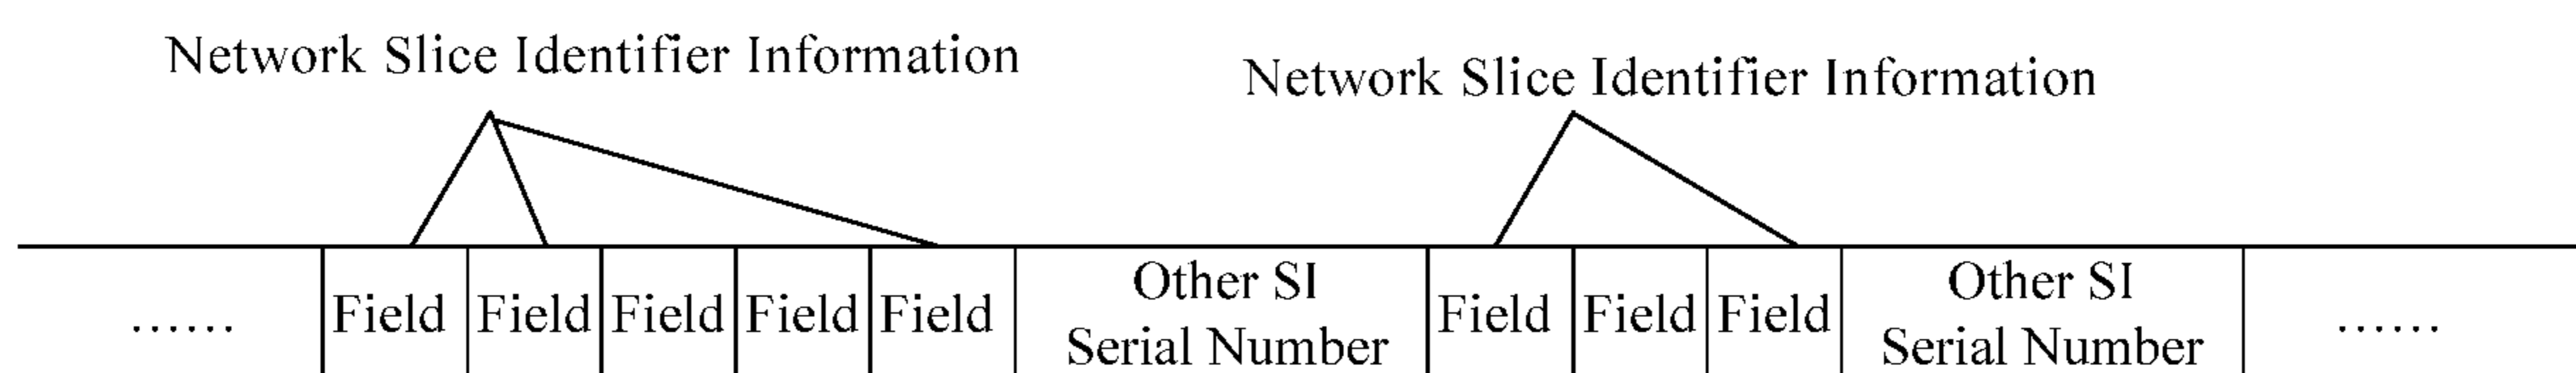 Network Slice Identifier Information
Network Slice Identifier Information
...... Field Field Field Field Field Other SI Serial Number Field Field Field Other SI Serial Number ......